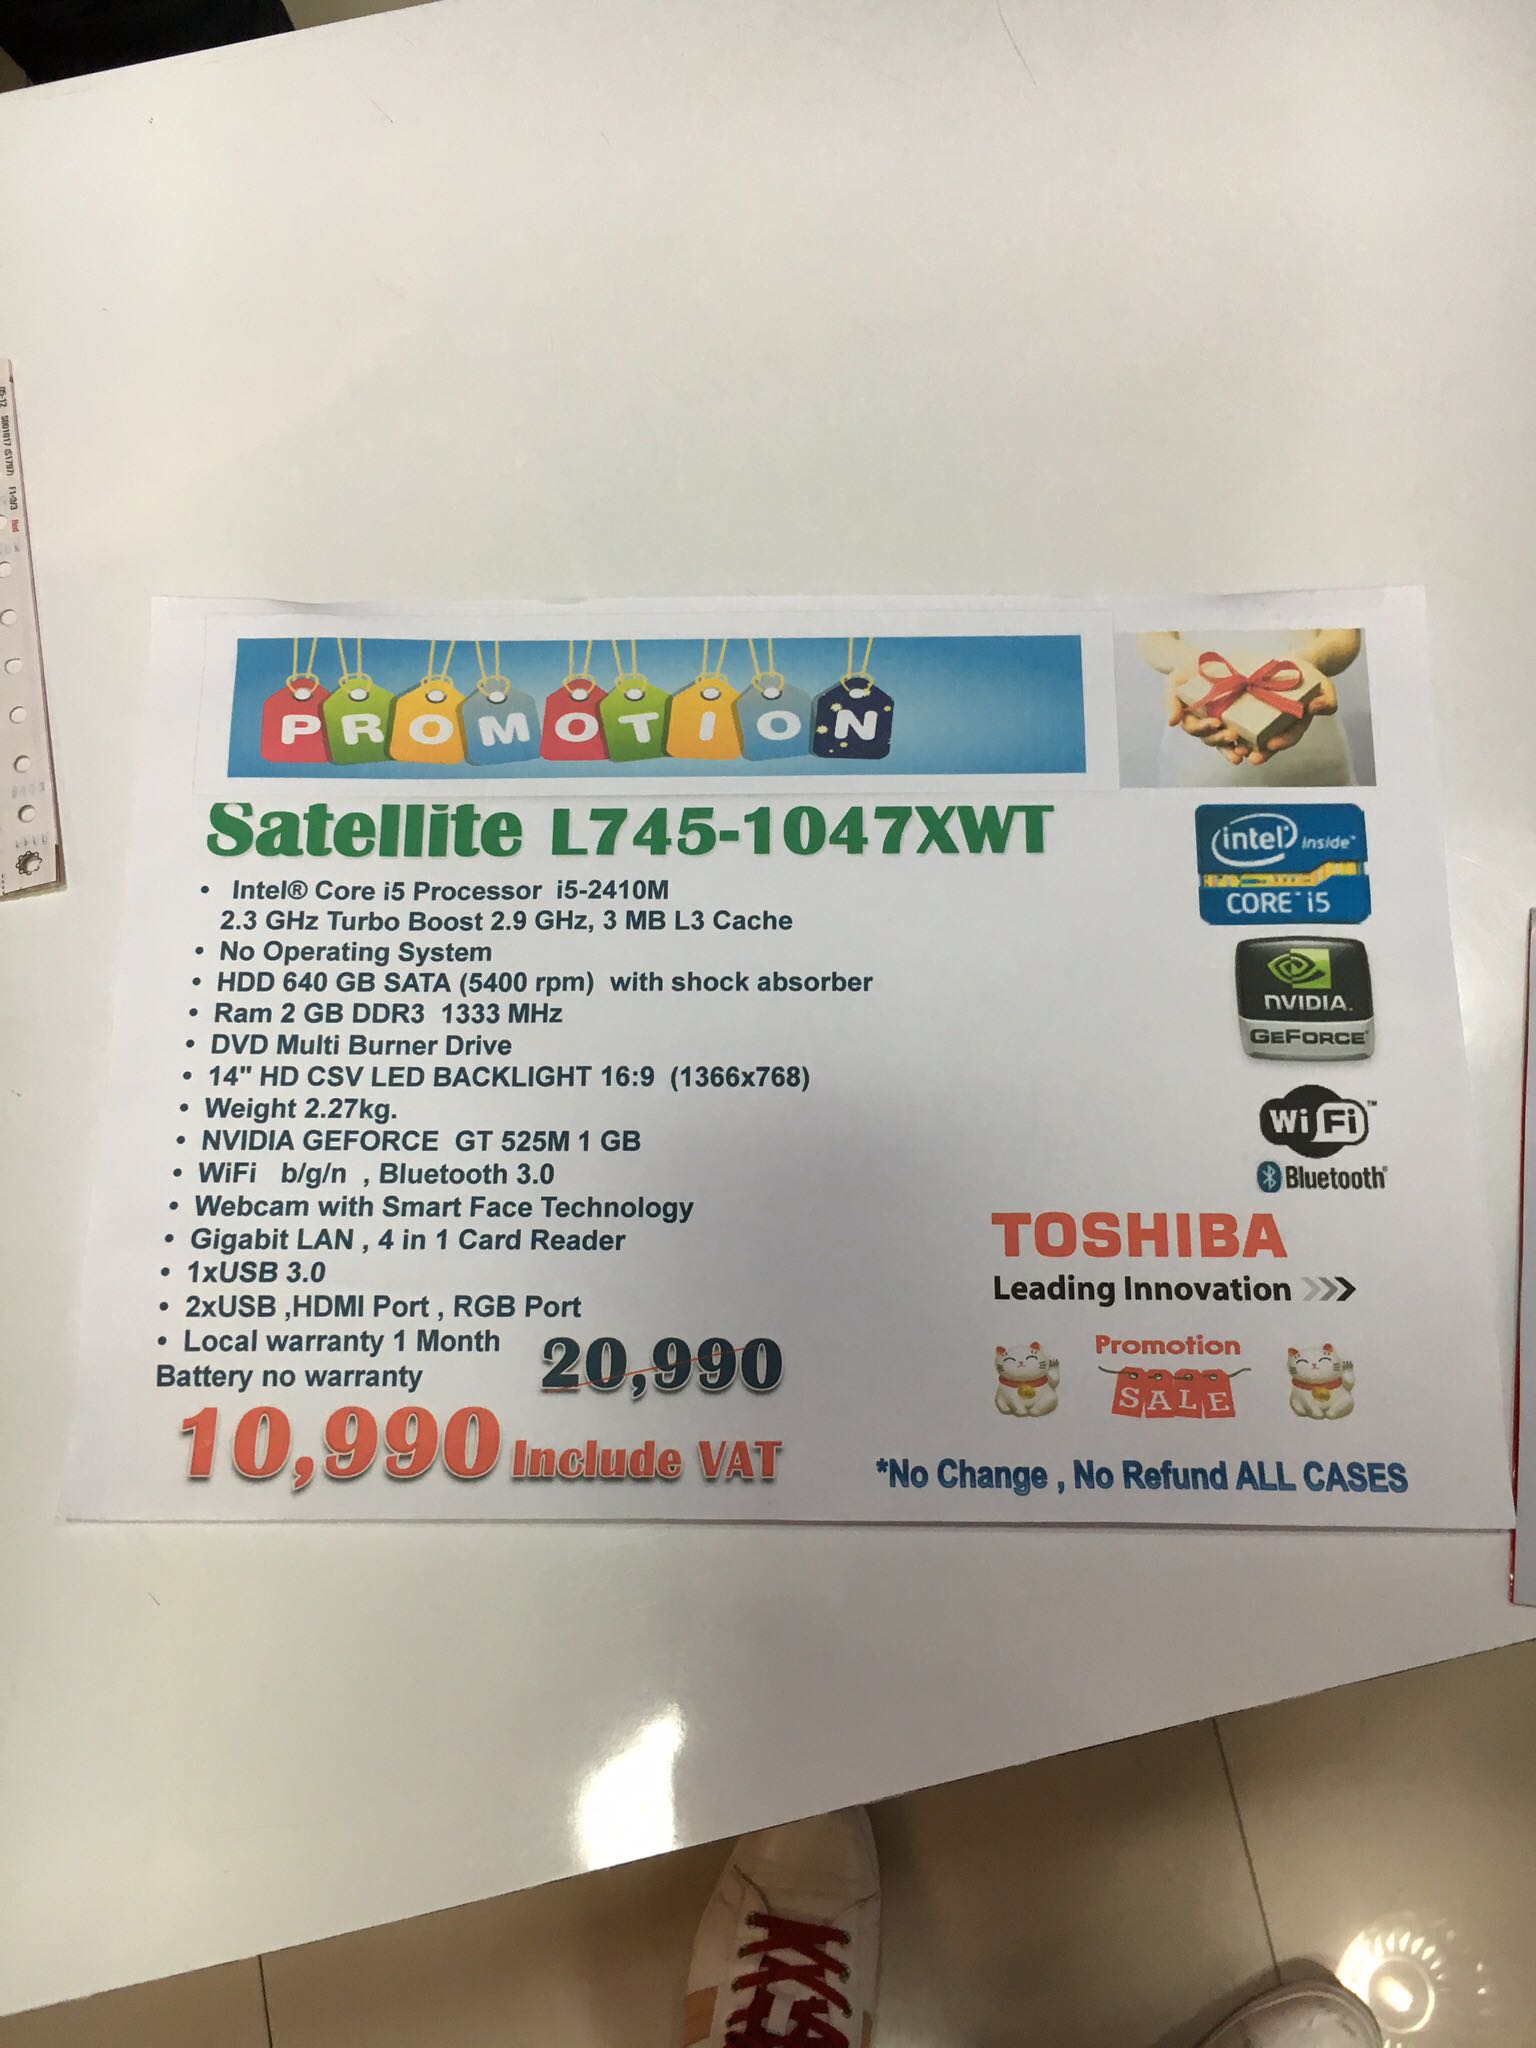 PROMOTION
Satellite L745-1047XWT
• Intel® Core i5 Processor i5-2410M
2.3 GHz Turbo Boost 2.9 GHz, 3 MB L3 Cache
• No Operating System
• HDD 640 GB SATA (5400 rpm) with shock absorber
• Ram 2 GB DDR3 1333 MHz
• DVD Multi Burner Drive
• 14" HD CSV LED BACKLIGHT 16:9 (1366x768)
• Weight 2.27kg.
• NVIDIA GEFORCE GT 525M 1 GB
• WiFi b/g/n , Bluetooth 3.0
• Webcam with Smart Face Technology
• Gigabit LAN , 4 in 1 Card Reader
• 1xUSB 3.0
• 2xUSB ,HDMI Port , RGB Port
• Local warranty 1 Month
Battery no warranty
20,990
10,990 Include VAT
intel inside™
CORE™ i5
NVIDIA.
GEFORCE
Wi Fi™
Bluetooth®
TOSHIBA
Leading Innovation >>>
Promotion
SALE
*No Change , No Refund ALL CASES